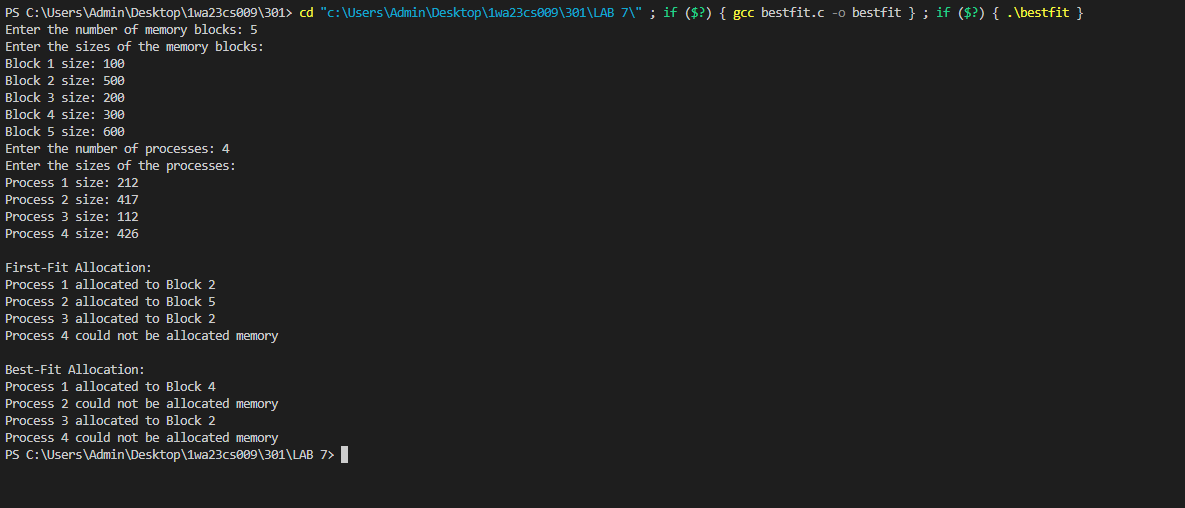 PS C:\Users\Admin\Desktop\1wa23cs009\301> cd "c:\Users\Admin\Desktop\1wa23cs009\301\LAB 7\" ; if ($?) { gcc bestfit.c -o bestfit } ; if ($?) { .\bestfit }
Enter the number of memory blocks: 5
Enter the sizes of the memory blocks:
Block 1 size: 100
Block 2 size: 500
Block 3 size: 200
Block 4 size: 300
Block 5 size: 600
Enter the number of processes: 4
Enter the sizes of the processes:
Process 1 size: 212
Process 2 size: 417
Process 3 size: 112
Process 4 size: 426
First-Fit Allocation:
Process 1 allocated to Block 2
Process 2 allocated to Block 5
Process 3 allocated to Block 2
Process 4 could not be allocated memory
Best-Fit Allocation:
Process 1 allocated to Block 4
Process 2 could not be allocated memory
Process 3 allocated to Block 2
Process 4 could not be allocated memory
PS C:\Users\Admin\Desktop\1wa23cs009\301\LAB 7>